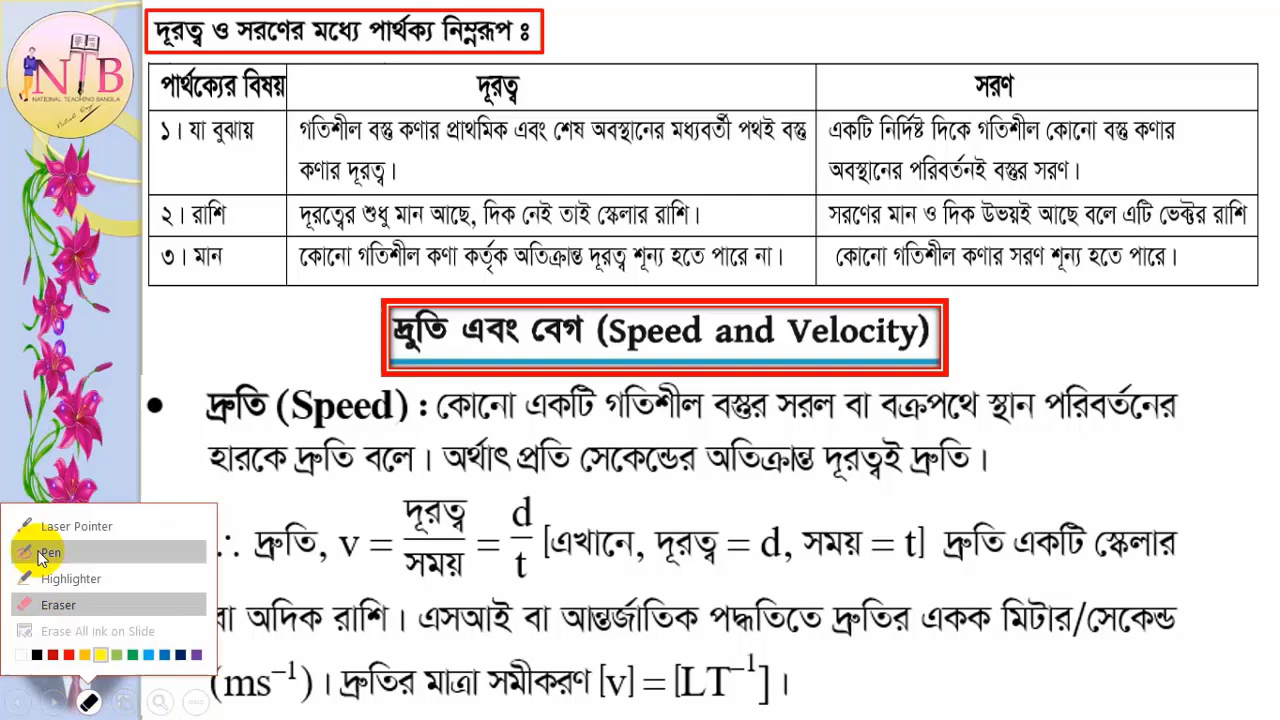 NTB
NATIONAL TEACHING BANGLA
দূরত্ব ও সরণের মধ্যে পার্থক্য নিম্নরূপ ঃ
পার্থক্যের বিষয় দূরত্ব সরণ
১। যা বুঝায় গতিশীল বস্তু কণার প্রাথমিক এবং শেষ অবস্থানের মধ্যবর্তী পথই বস্তু একটি নির্দিষ্ট দিকে গতিশীল কোনো বস্তু কণার
কণার দূরত্ব। অবস্থানের পরিবর্তনই বস্তুর সরণ।
২। রাশি দূরত্বের শুধু মান আছে, দিক নেই তাই স্কেলার রাশি। সরণের মান ও দিক উভয়ই আছে বলে এটি ভেক্টর রাশি
৩। মান কোনো গতিশীল কণা কর্তৃক অতিক্রান্ত দূরত্ব শূন্য হতে পারে না। কোনো গতিশীল কণার সরণ শূন্য হতে পারে।
দ্রুতি এবং বেগ (Speed and Velocity)
• দ্রুতি (Speed) : কোনো একটি গতিশীল বস্তুর সরল বা বক্রপথে স্থান পরিবর্তনের
হারকে দ্রুতি বলে। অর্থাৎ প্রতি সেকেন্ডের অতিক্রান্ত দূরত্বই দ্রুতি।
∴ দ্রুতি, v = দূরত্ব/সময় = d/t [এখানে, দূরত্ব = d, সময় = t] দ্রুতি একটি স্কেলার
বা অদিক রাশি। এসআই বা আন্তর্জাতিক পদ্ধতিতে দ্রুতির একক মিটার/সেকেন্ড
(ms⁻¹)। দ্রুতির মাত্রা সমীকরণ [v] = [LT⁻¹]।
Laser Pointer
Pen
Highlighter
Eraser
Erase All Ink on Slide